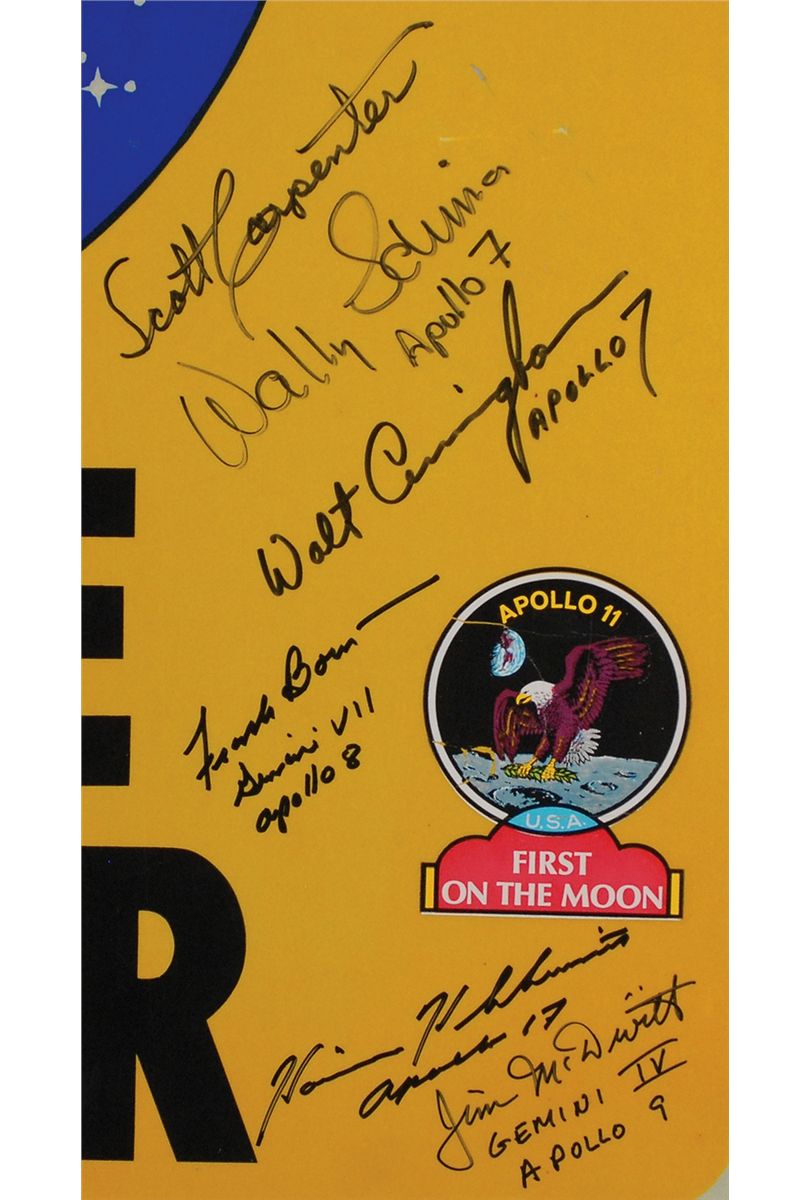 Scott Carpenter
Wally Schirra
Apollo 7
Walt Cunningham
APOLLO 7
E
Frank Borman
Gemini VII
Apollo 8
APOLLO 11
U.S.A.
FIRST
ON THE MOON
R
Harrison H. Schmitt
Apollo 17
Jim McDivitt
GEMINI IV
APOLLO 9